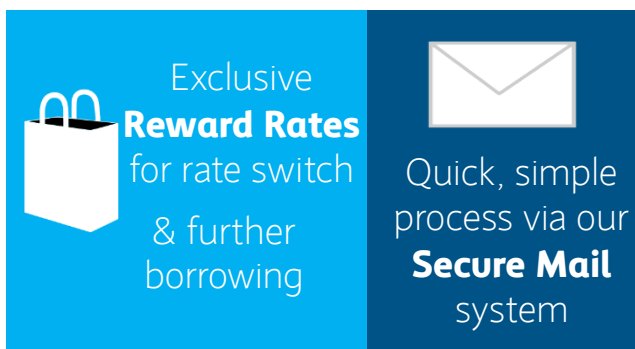 Exclusive
Reward Rates
for rate switch
& further
borrowing
Quick, simple
process via our
Secure Mail
system